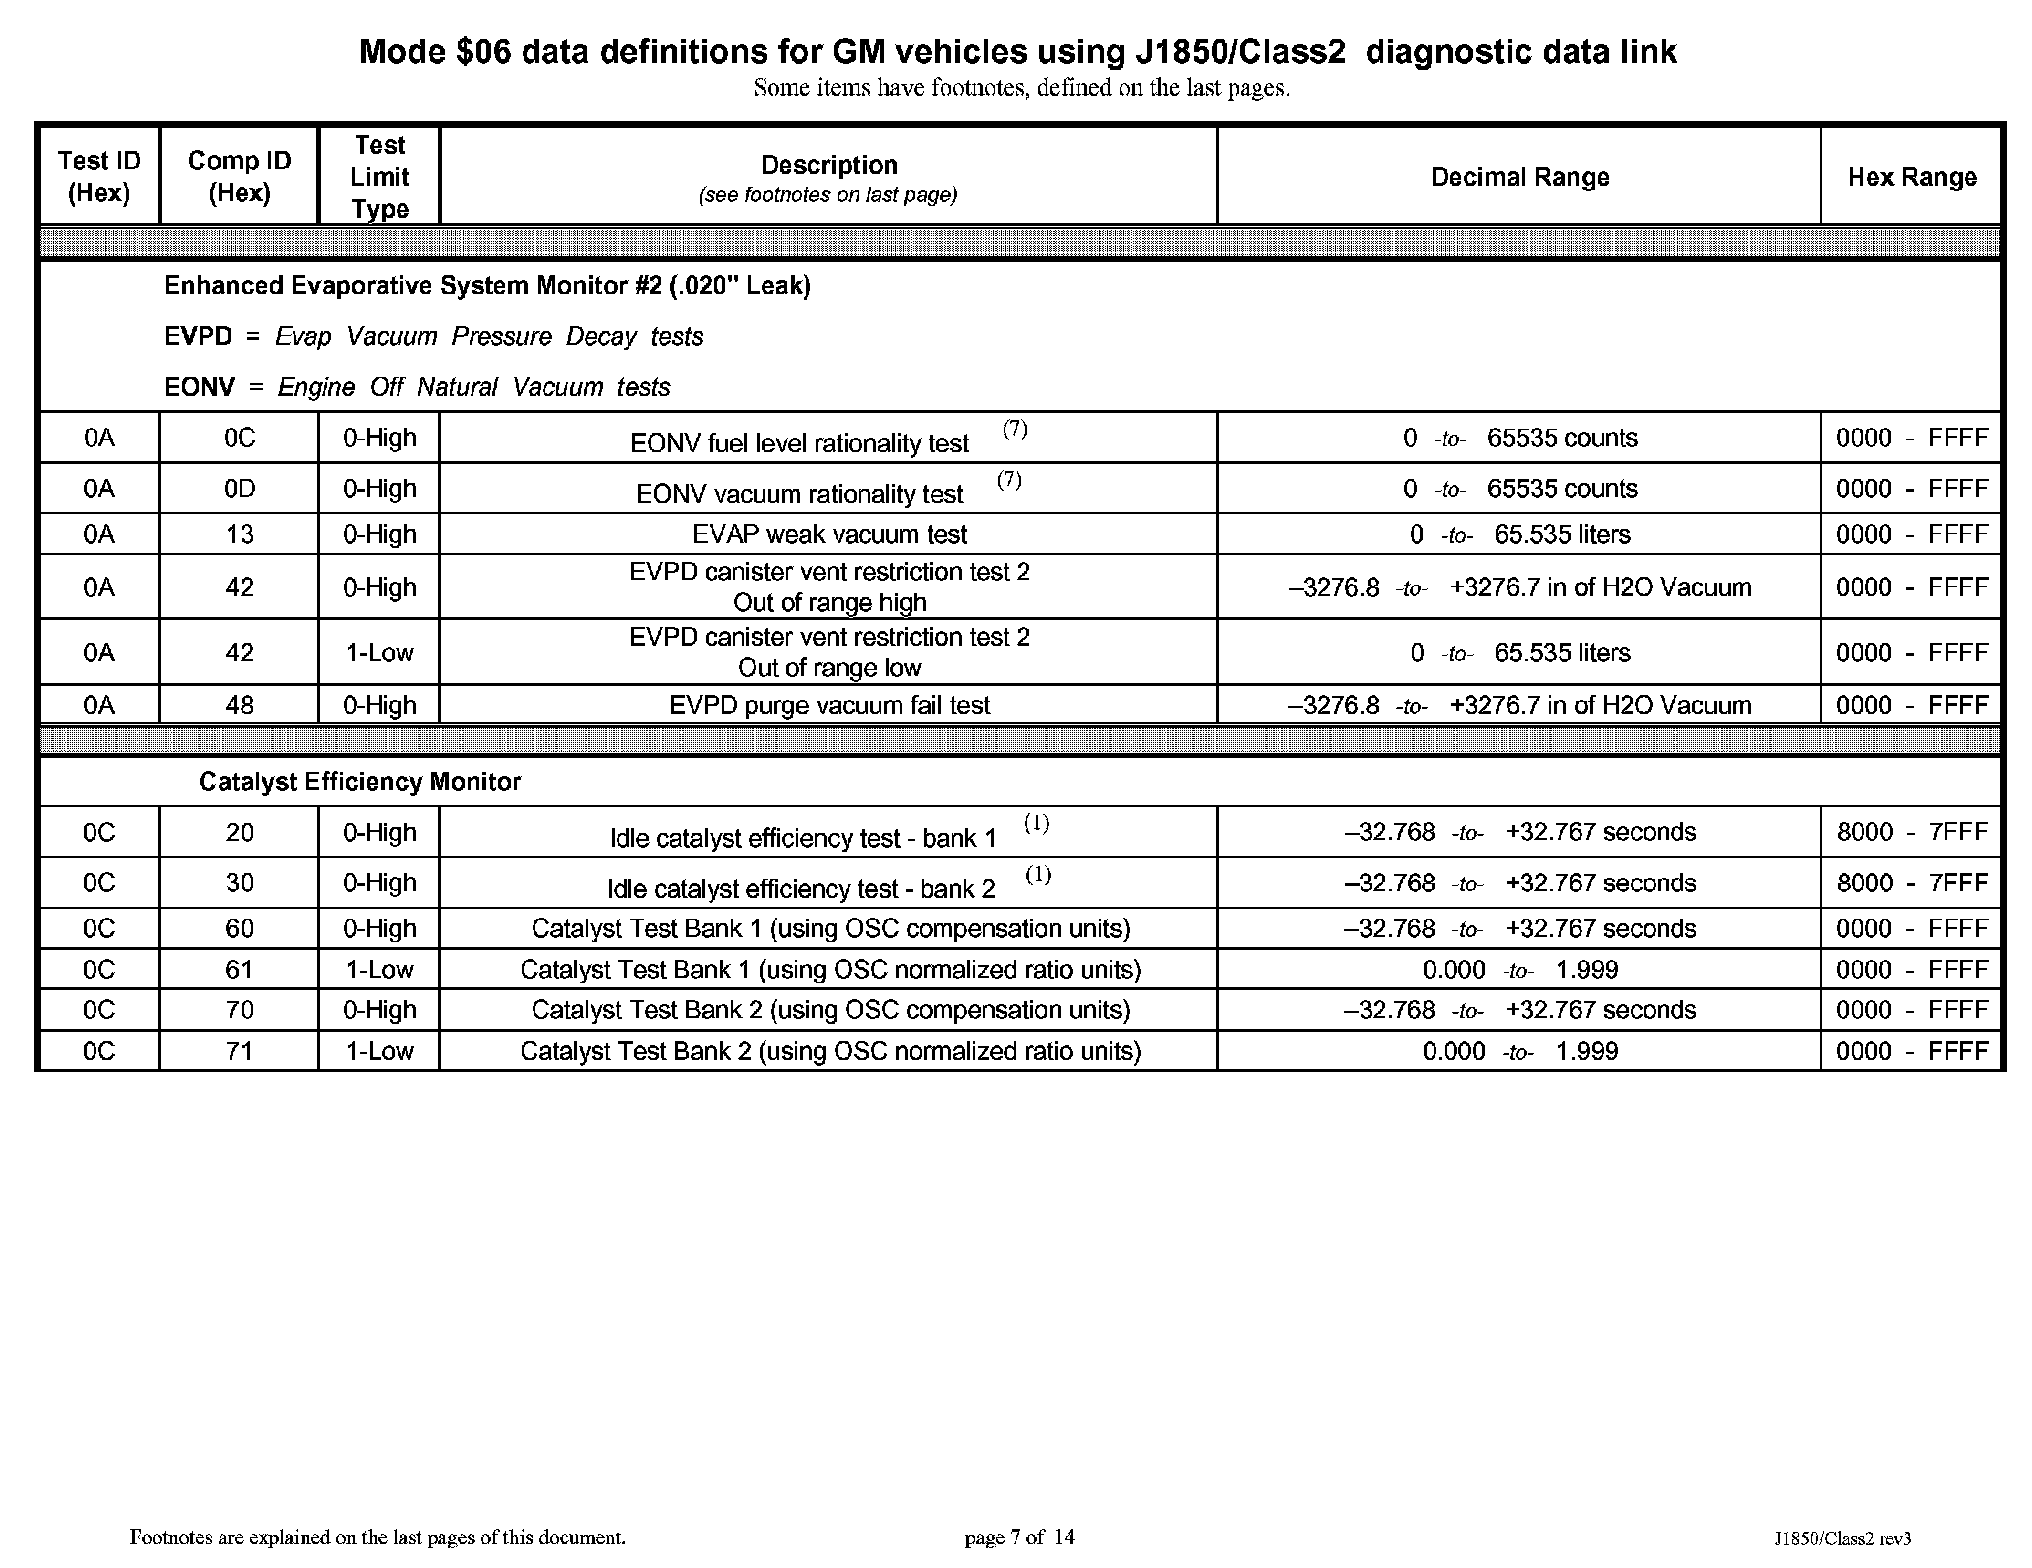 Mode $06 data definitions for GM vehicles using J1850/Class2 diagnostic data link
Some items have footnotes, defined on the last pages.
Test ID (Hex) Comp ID (Hex) Test Limit Type Description (see footnotes on last page) Decimal Range Hex Range
Enhanced Evaporative System Monitor #2 (.020" Leak)
EVPD = Evap Vacuum Pressure Decay tests
EONV = Engine Off Natural Vacuum tests
0A 0C 0-High EONV fuel level rationality test (7) 0 -to- 65535 counts 0000 - FFFF
0A 0D 0-High EONV vacuum rationality test (7) 0 -to- 65535 counts 0000 - FFFF
0A 13 0-High EVAP weak vacuum test 0 -to- 65.535 liters 0000 - FFFF
0A 42 0-High EVPD canister vent restriction test 2 Out of range high –3276.8 -to- +3276.7 in of H2O Vacuum 0000 - FFFF
0A 42 1-Low EVPD canister vent restriction test 2 Out of range low 0 -to- 65.535 liters 0000 - FFFF
0A 48 0-High EVPD purge vacuum fail test –3276.8 -to- +3276.7 in of H2O Vacuum 0000 - FFFF
Catalyst Efficiency Monitor
0C 20 0-High Idle catalyst efficiency test - bank 1 (1) –32.768 -to- +32.767 seconds 8000 - 7FFF
0C 30 0-High Idle catalyst efficiency test - bank 2 (1) –32.768 -to- +32.767 seconds 8000 - 7FFF
0C 60 0-High Catalyst Test Bank 1 (using OSC compensation units) –32.768 -to- +32.767 seconds 0000 - FFFF
0C 61 1-Low Catalyst Test Bank 1 (using OSC normalized ratio units) 0.000 -to- 1.999 0000 - FFFF
0C 70 0-High Catalyst Test Bank 2 (using OSC compensation units) –32.768 -to- +32.767 seconds 0000 - FFFF
0C 71 1-Low Catalyst Test Bank 2 (using OSC normalized ratio units) 0.000 -to- 1.999 0000 - FFFF
Footnotes are explained on the last pages of this document. page 7 of 14 J1850/Class2 rev3